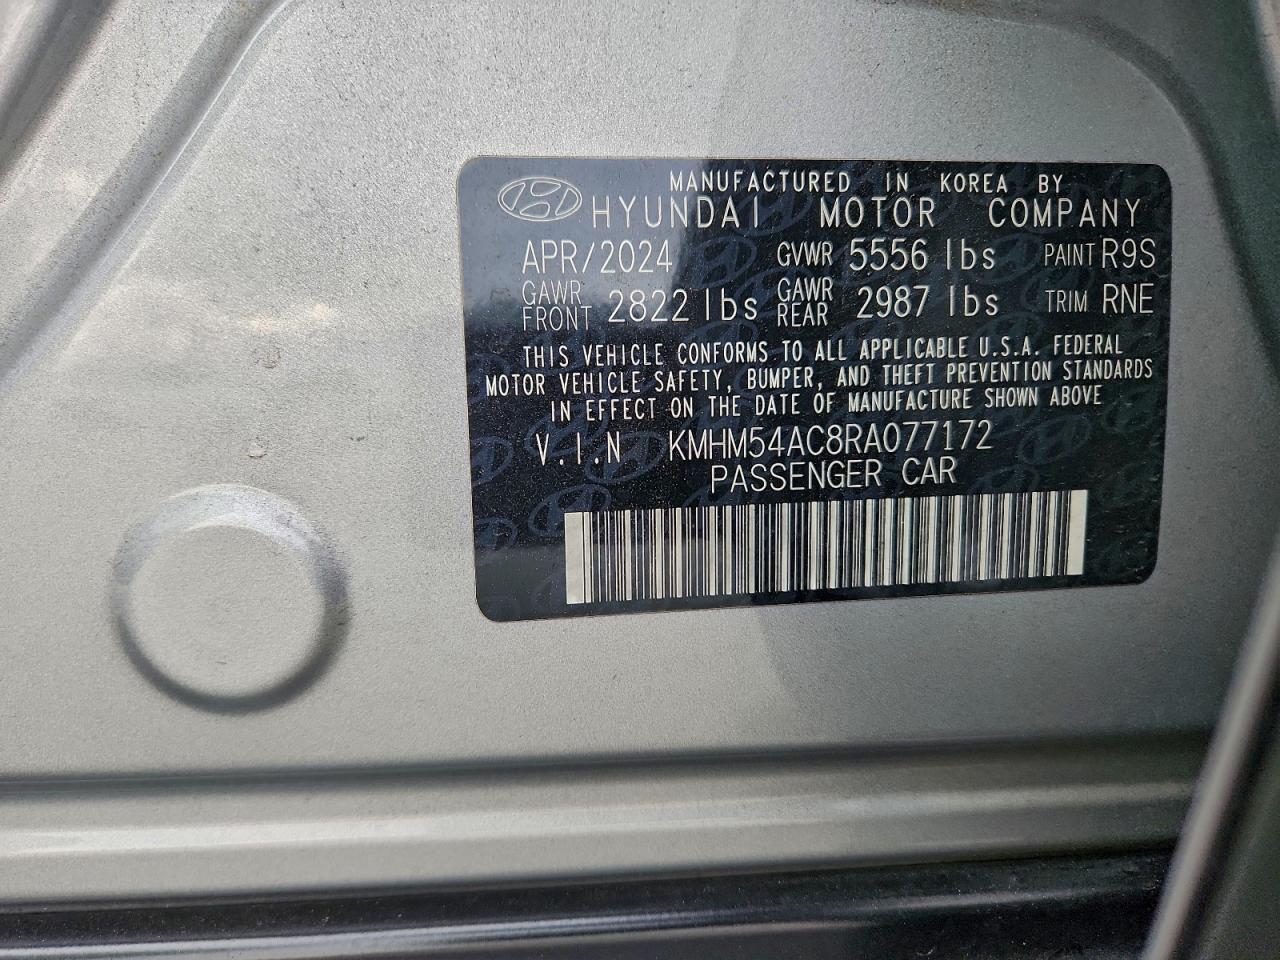 MANUFACTURED IN KOREA BY
HYUNDAI MOTOR COMPANY
APR/2024 GVWR 5556 lbs PAINT R9S
GAWR FRONT 2822 lbs GAWR REAR 2987 lbs TRIM RNE
THIS VEHICLE CONFORMS TO ALL APPLICABLE U.S.A. FEDERAL
MOTOR VEHICLE SAFETY, BUMPER, AND THEFT PREVENTION STANDARDS
IN EFFECT ON THE DATE OF MANUFACTURE SHOWN ABOVE
V.I.N KMHM54AC8RA077172
PASSENGER CAR